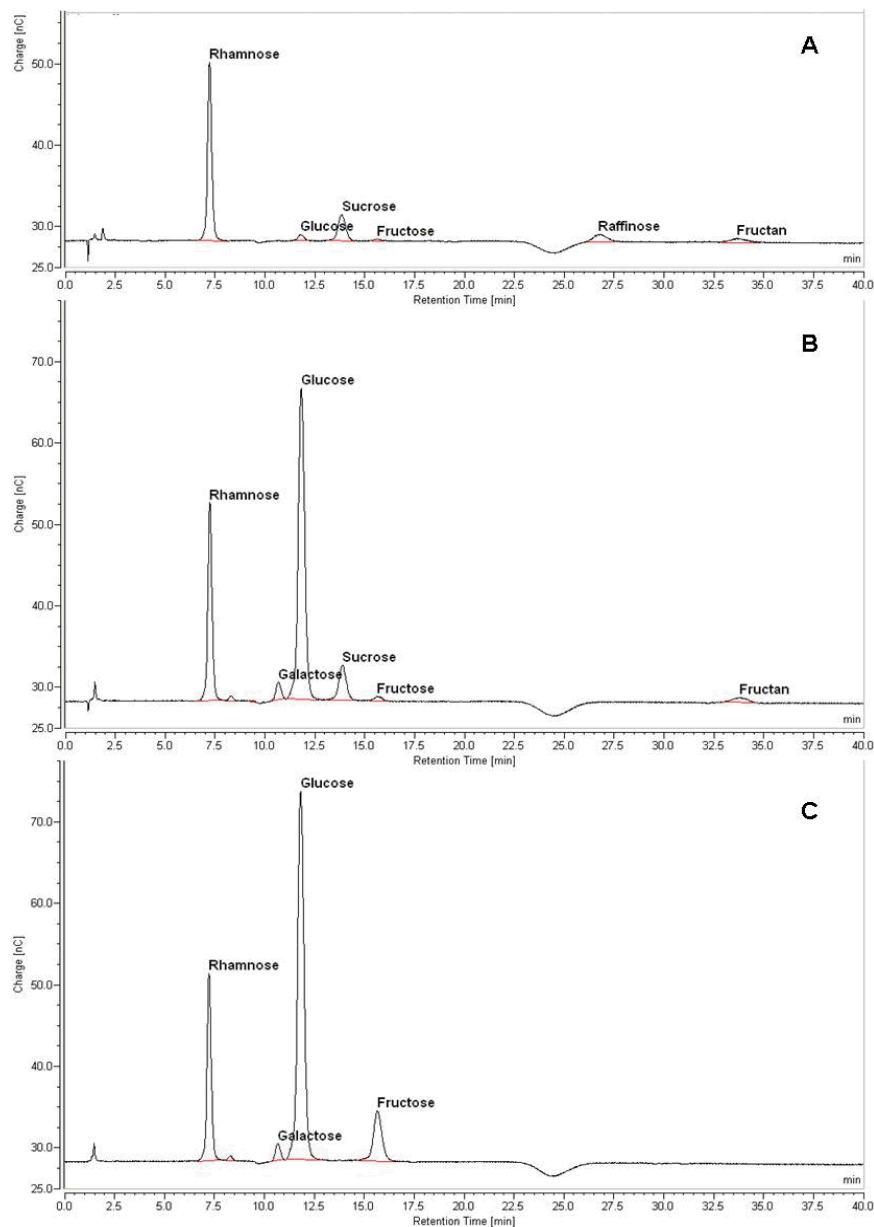 A
Charge [nC]
50.0
40.0
30.0
25.0
Rhamnose
Glucose
Sucrose
Fructose
Raffinose
Fructan
min
0.0 2.5 5.0 7.5 10.0 12.5 15.0 17.5 20.0 22.5 25.0 27.5 30.0 32.5 35.0 37.5 40.0
Retention Time [min]
B
Charge [nC]
70.0
60.0
50.0
40.0
30.0
25.0
Rhamnose
Galactose
Glucose
Sucrose
Fructose
Fructan
min
0.0 2.5 5.0 7.5 10.0 12.5 15.0 17.5 20.0 22.5 25.0 27.5 30.0 32.5 35.0 37.5 40.0
Retention Time [min]
C
Charge [nC]
70.0
60.0
50.0
40.0
30.0
25.0
Rhamnose
Galactose
Glucose
Fructose
min
0.0 2.5 5.0 7.5 10.0 12.5 15.0 17.5 20.0 22.5 25.0 27.5 30.0 32.5 35.0 37.5 40.0
Retention Time [min]